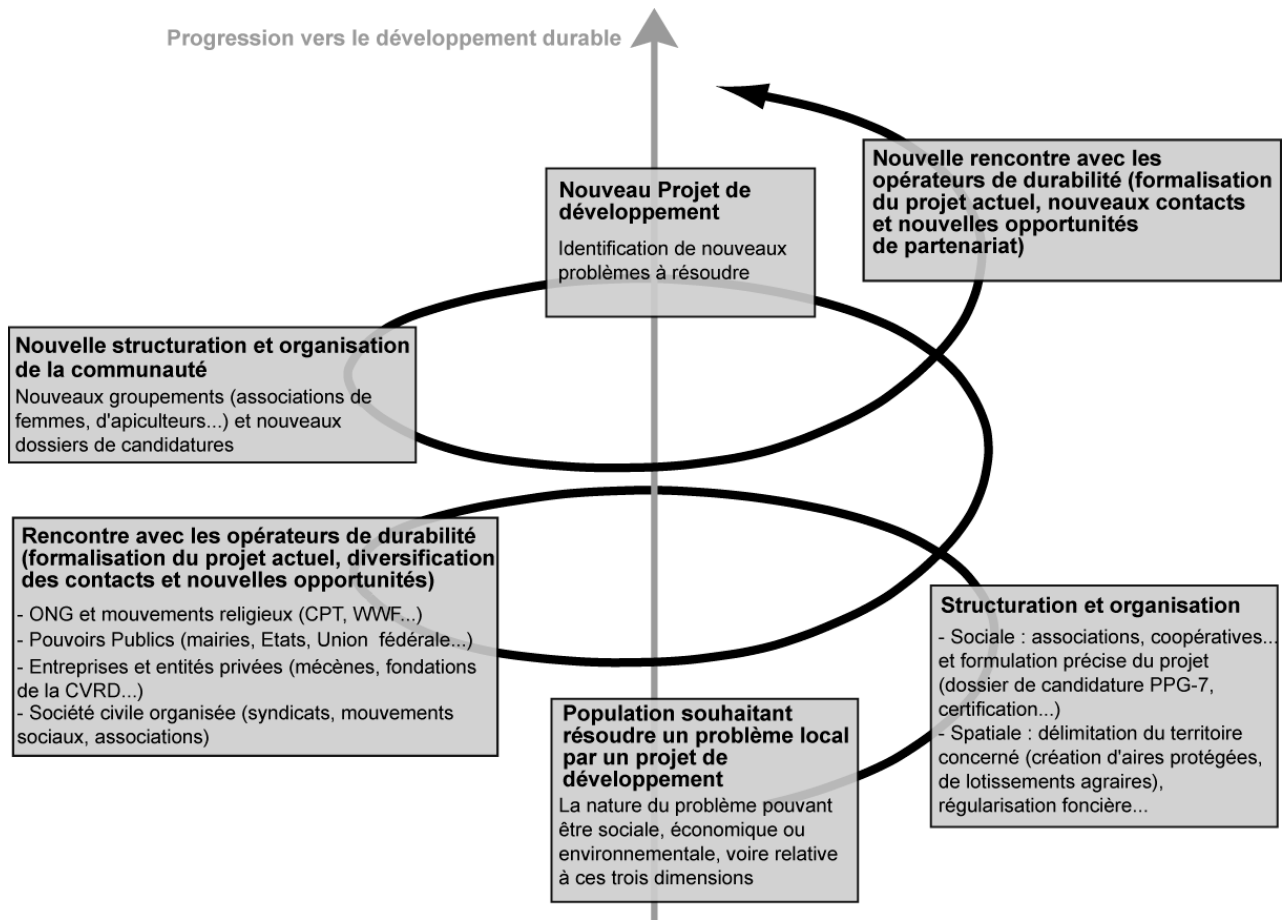 Progression vers le développement durable
Nouvelle rencontre avec les
opérateurs de durabilité (formalisation
du projet actuel, nouveaux contacts
et nouvelles opportunités
de partenariat)
Nouveau Projet de
développement
Identification de nouveaux
problèmes à résoudre
Nouvelle structuration et organisation
de la communauté
Nouveaux groupements (associations de
femmes, d'apiculteurs...) et nouveaux
dossiers de candidatures
Rencontre avec les opérateurs de durabilité
(formalisation du projet actuel, diversification
des contacts et nouvelles opportunités)
- ONG et mouvements religieux (CPT, WWF...)
- Pouvoirs Publics (mairies, Etats, Union fédérale...)
- Entreprises et entités privées (mécènes, fondations
de la CVRD...)
- Société civile organisée (syndicats, mouvements
sociaux, associations)
Structuration et organisation
- Sociale : associations, coopératives...
et formulation précise du projet
(dossier de candidature PPG-7,
certification...)
- Spatiale : délimitation du territoire
concerné (création d'aires protégées,
de lotissements agraires),
régularisation foncière...
Population souhaitant
résoudre un problème local
par un projet de
développement
La nature du problème pouvant
être sociale, économique ou
environnementale, voire relative
à ces trois dimensions